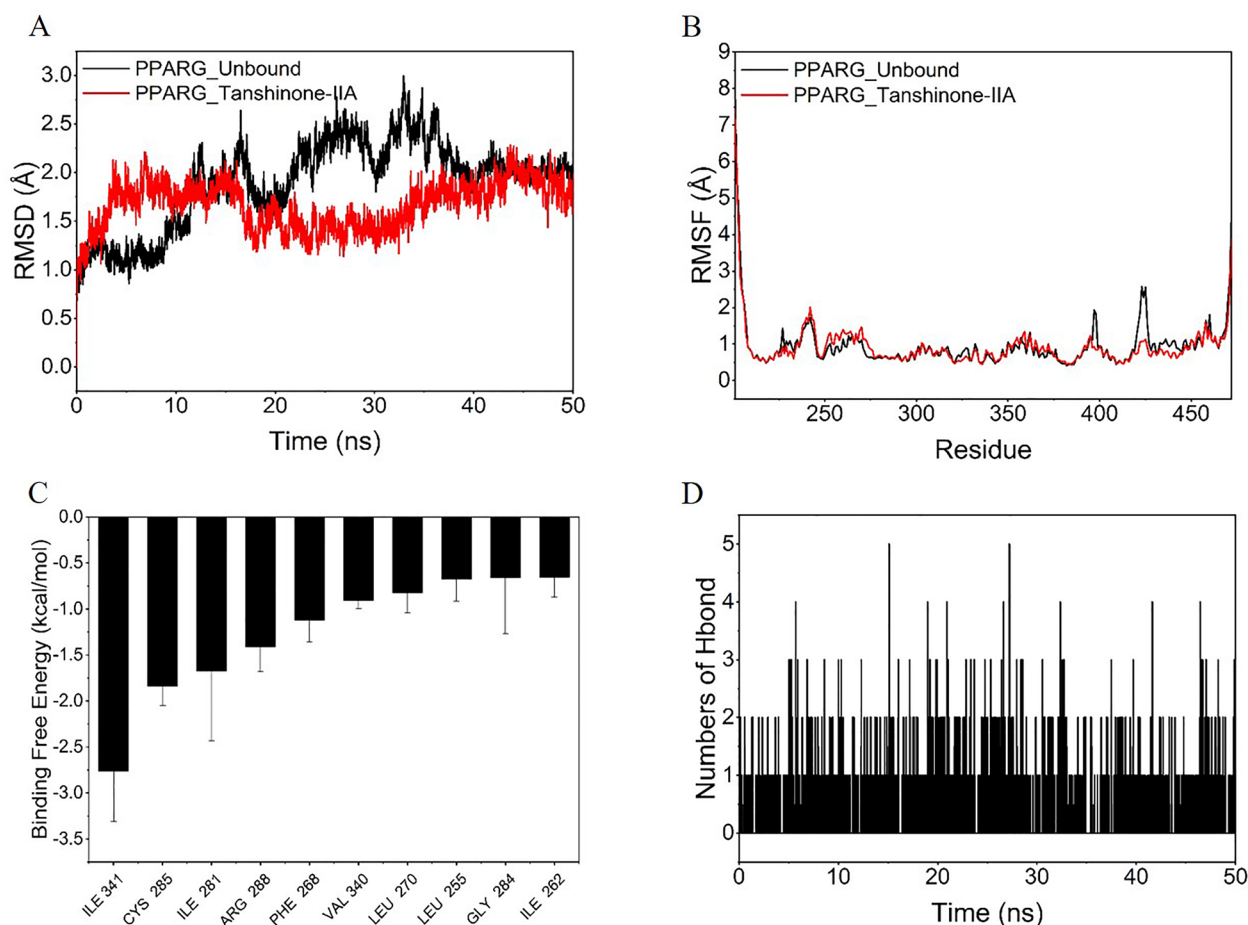 A
PPARG_Unbound
PPARG_Tanshinone-IIA
3.0
2.5
2.0
1.5
1.0
0.5
0.0
RMSD (Å)
0 10 20 30 40 50
Time (ns)
B
PPARG_Unbound
PPARG_Tanshinone-IIA
9
8
7
6
5
4
3
2
1
0
RMSF (Å)
250 300 350 400 450
Residue
C
0.0
-0.5
-1.0
-1.5
-2.0
-2.5
-3.0
-3.5
Binding Free Energy (kcal/mol)
ILE 341
CYS 285
ILE 281
ARG 288
PHE 268
VAL 340
LEU 270
LEU 255
GLY 284
ILE 262
D
5
4
3
2
1
0
Numbers of Hbond
0 10 20 30 40 50
Time (ns)